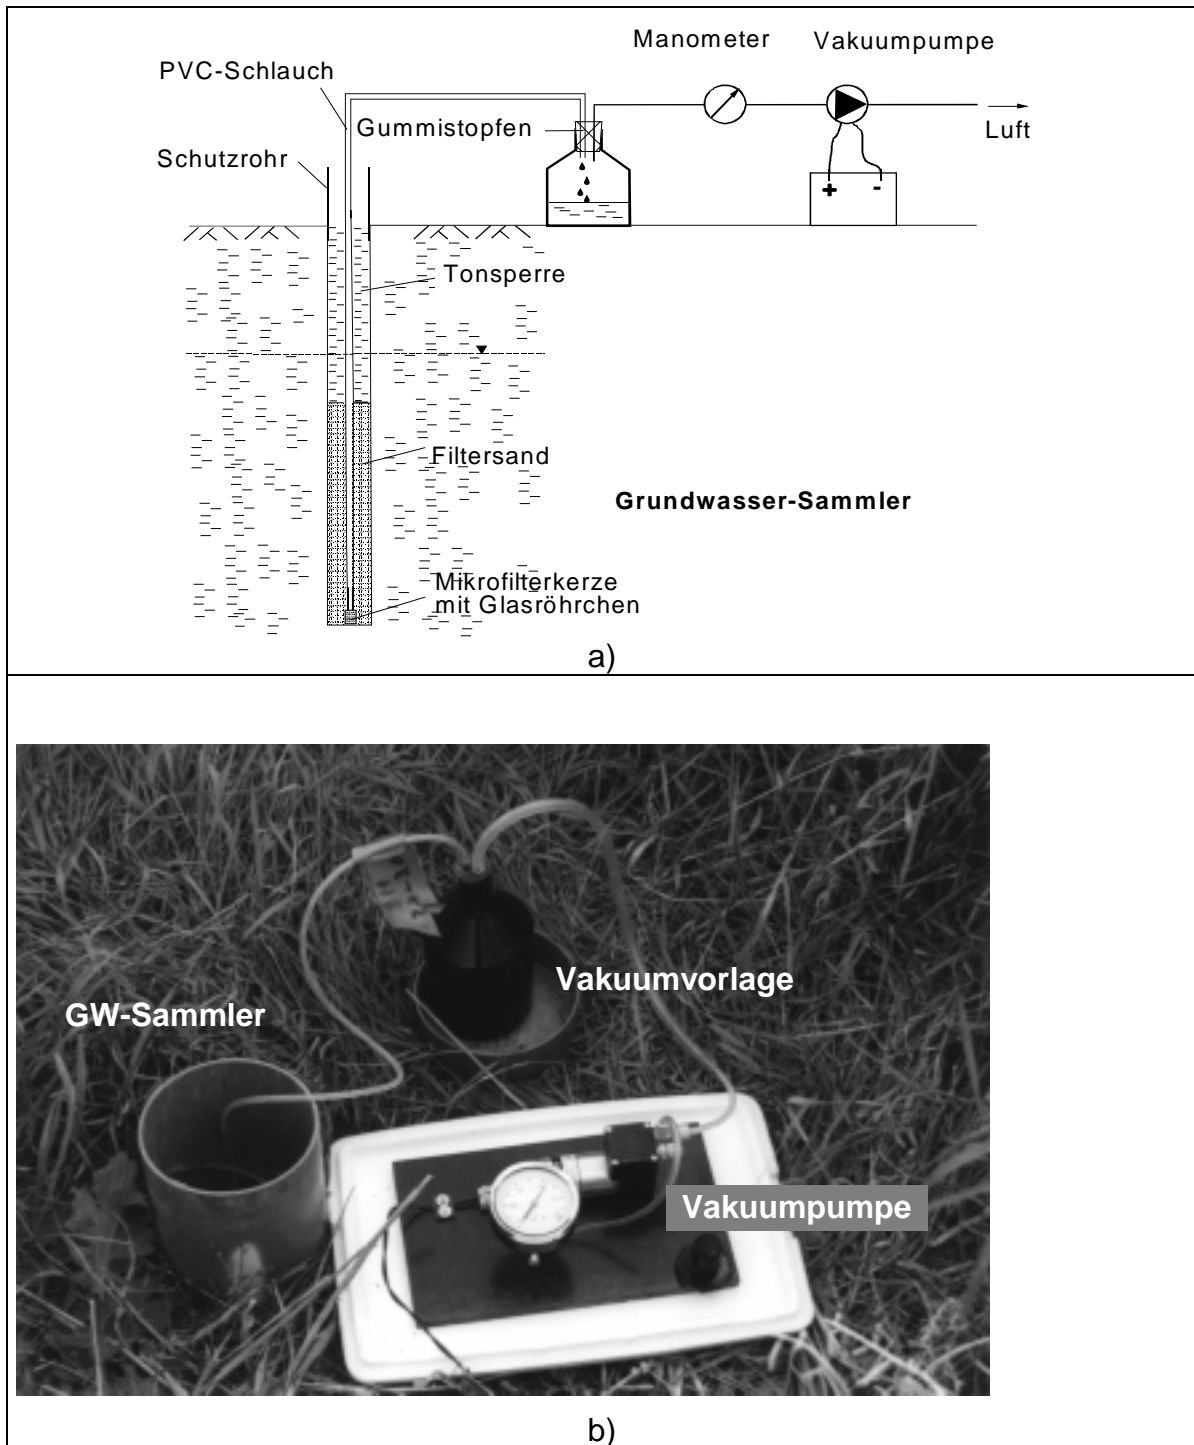 Manometer
Vakuumpumpe
PVC-Schlauch
Gummistopfen
Luft
Schutzrohr
+ -
Tonsperre
Filtersand
Grundwasser-Sammler
Mikrofilterkerze
mit Glasröhrchen
a)
Vakuumvorlage
GW-Sammler
Vakuumpumpe
b)